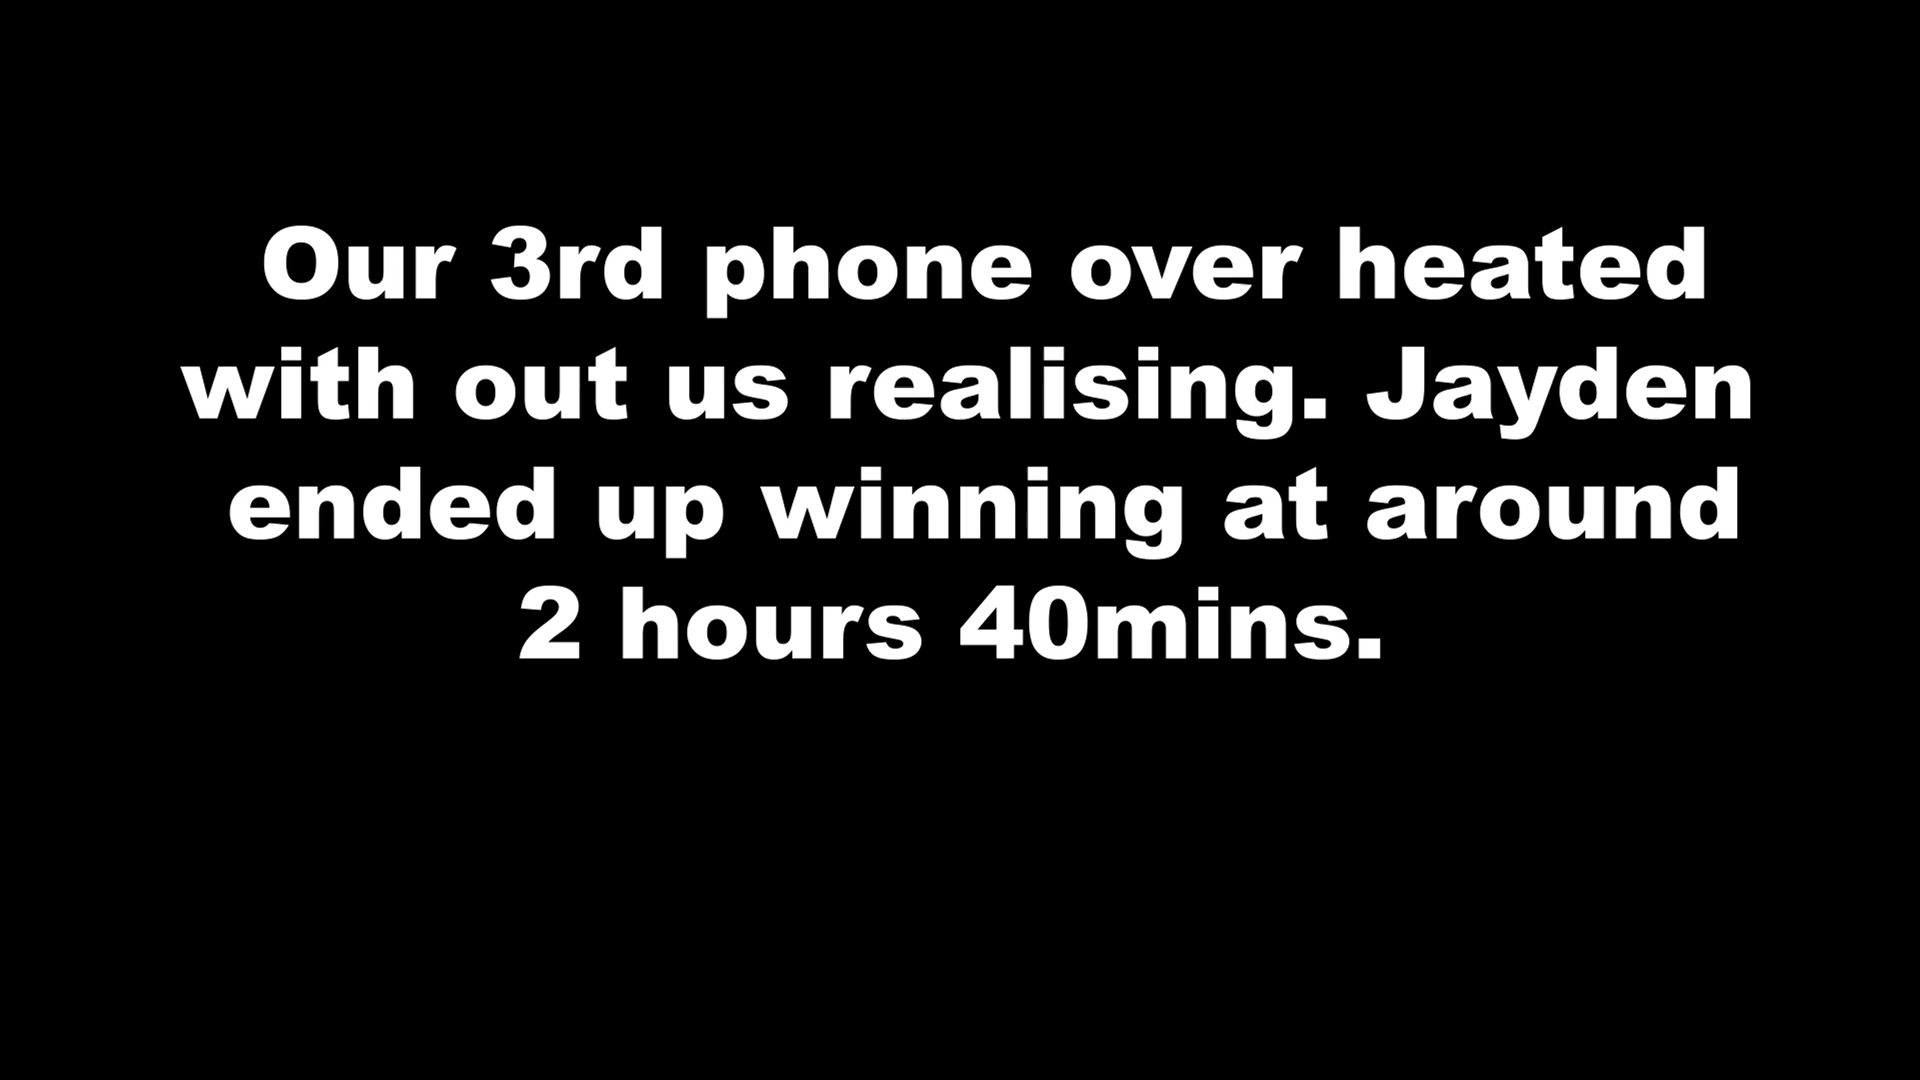 Our 3rd phone over heated
with out us realising. Jayden
ended up winning at around
2 hours 40mins.